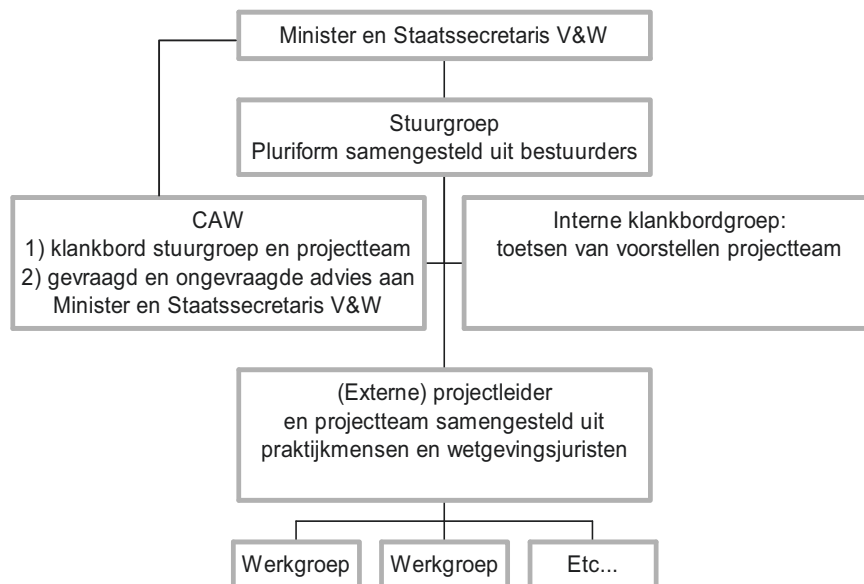 Minister en Staatssecretaris V&W
Stuurgroep
Pluriform samengesteld uit bestuurders
CAW
1) klankbord stuurgroep en projectteam
2) gevraagd en ongevraagde advies aan
Minister en Staatssecretaris V&W
Interne klankbordgroep:
toetsen van voorstellen projectteam
(Externe) projectleider
en projectteam samengesteld uit
praktijkmensen en wetgevingsjuristen
Werkgroep
Werkgroep
Etc...